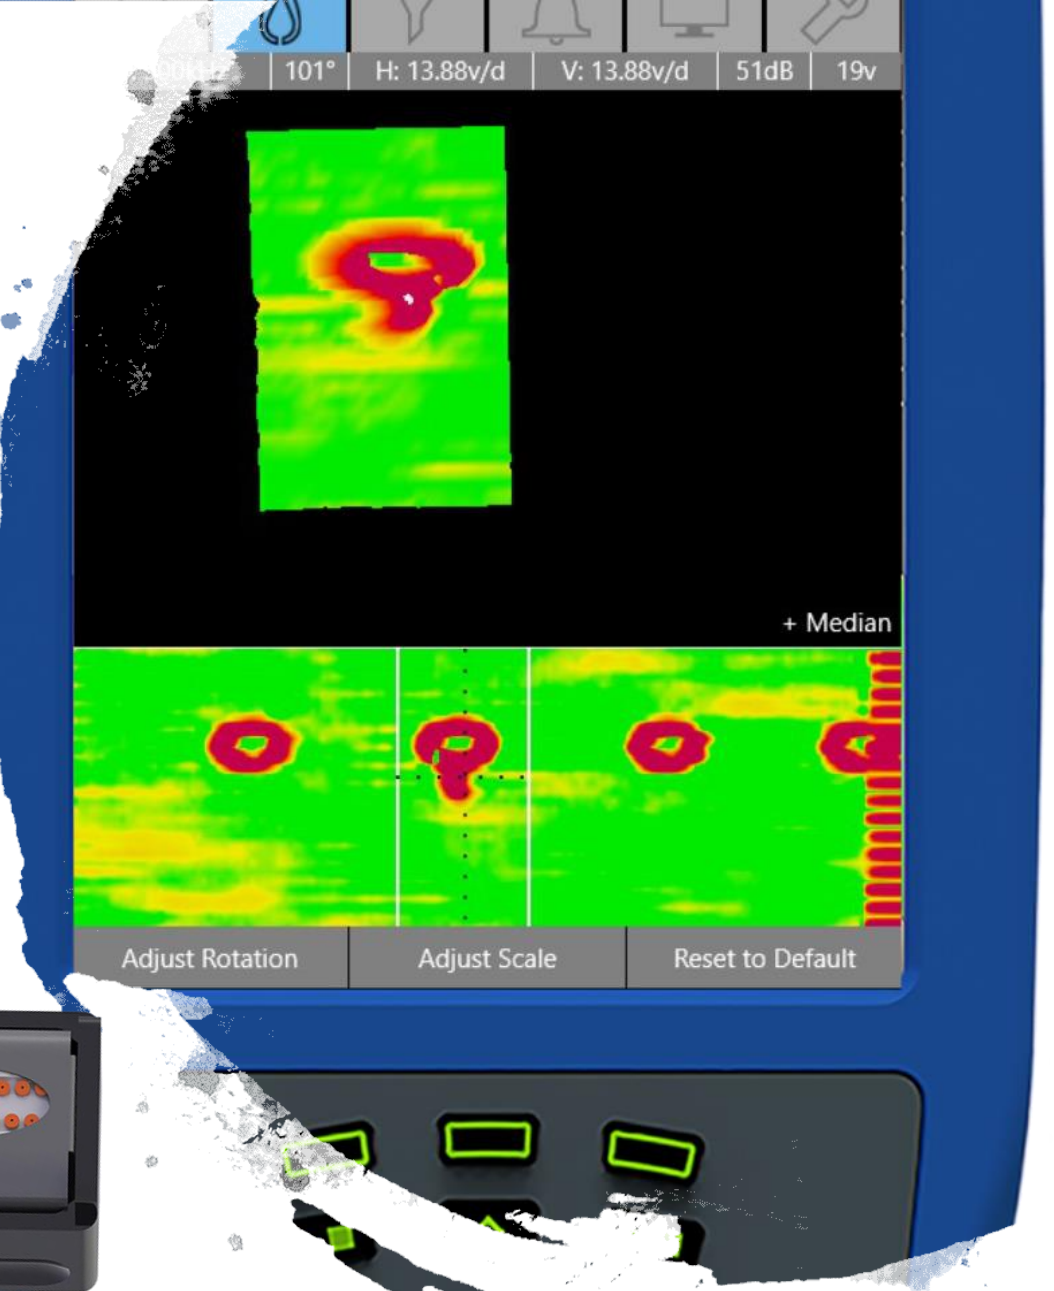 101° H: 13.88v/d V: 13.88v/d 51dB 19v
+ Median
Adjust Rotation Adjust Scale Reset to Default